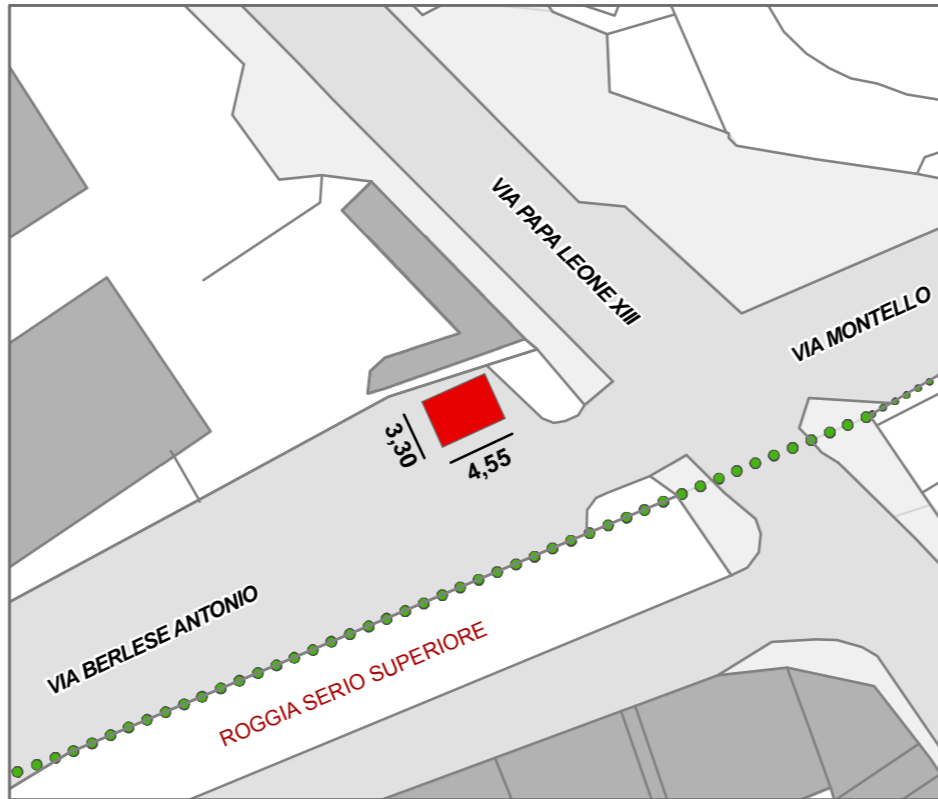 VIA PAPA LEONE XIII
VIA MONTELLO
3,30
4,55
VIA BERLESE ANTONIO
ROGGIA SERIO SUPERIORE